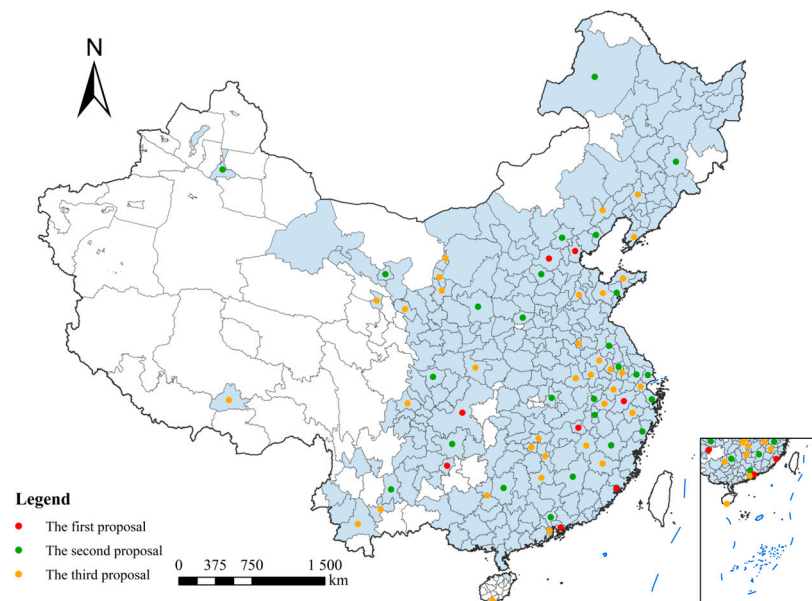 N
Legend
The first proposal
The second proposal
The third proposal
0 375 750 1 500
km